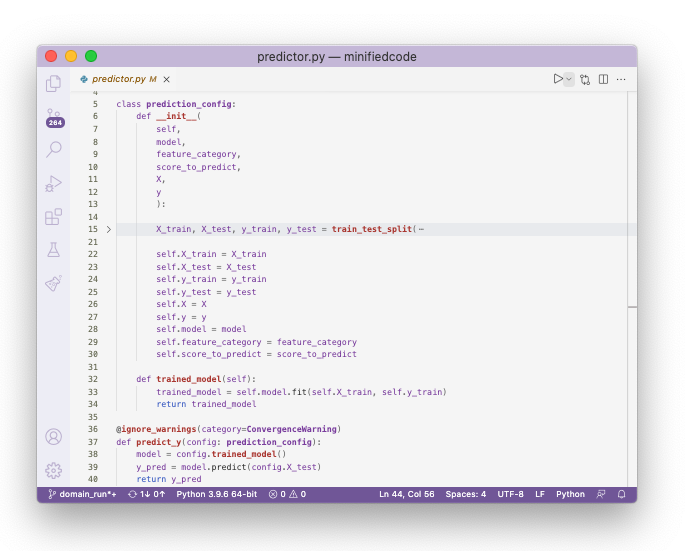 predictor.py — minifiedcode
predictor.py M
4
5 class prediction_config:
6 def __init__(
7 self,
8 model,
9 feature_category,
10 score_to_predict,
11 X,
12 y
13 ):
14
15 X_train, X_test, y_train, y_test = train_test_split(⋯
21
22 self.X_train = X_train
23 self.X_test = X_test
24 self.y_train = y_train
25 self.y_test = y_test
26 self.X = X
27 self.y = y
28 self.model = model
29 self.feature_category = feature_category
30 self.score_to_predict = score_to_predict
31
32 def trained_model(self):
33 trained_model = self.model.fit(self.X_train, self.y_train)
34 return trained_model
35
36 @ignore_warnings(category=ConvergenceWarning)
37 def predict_y(config: prediction_config):
38 model = config.trained_model()
39 y_pred = model.predict(config.X_test)
40 return y_pred
264
domain_run*+ 1↓ 0↑ Python 3.9.6 64-bit 0 0 Ln 44, Col 56 Spaces: 4 UTF-8 LF Python